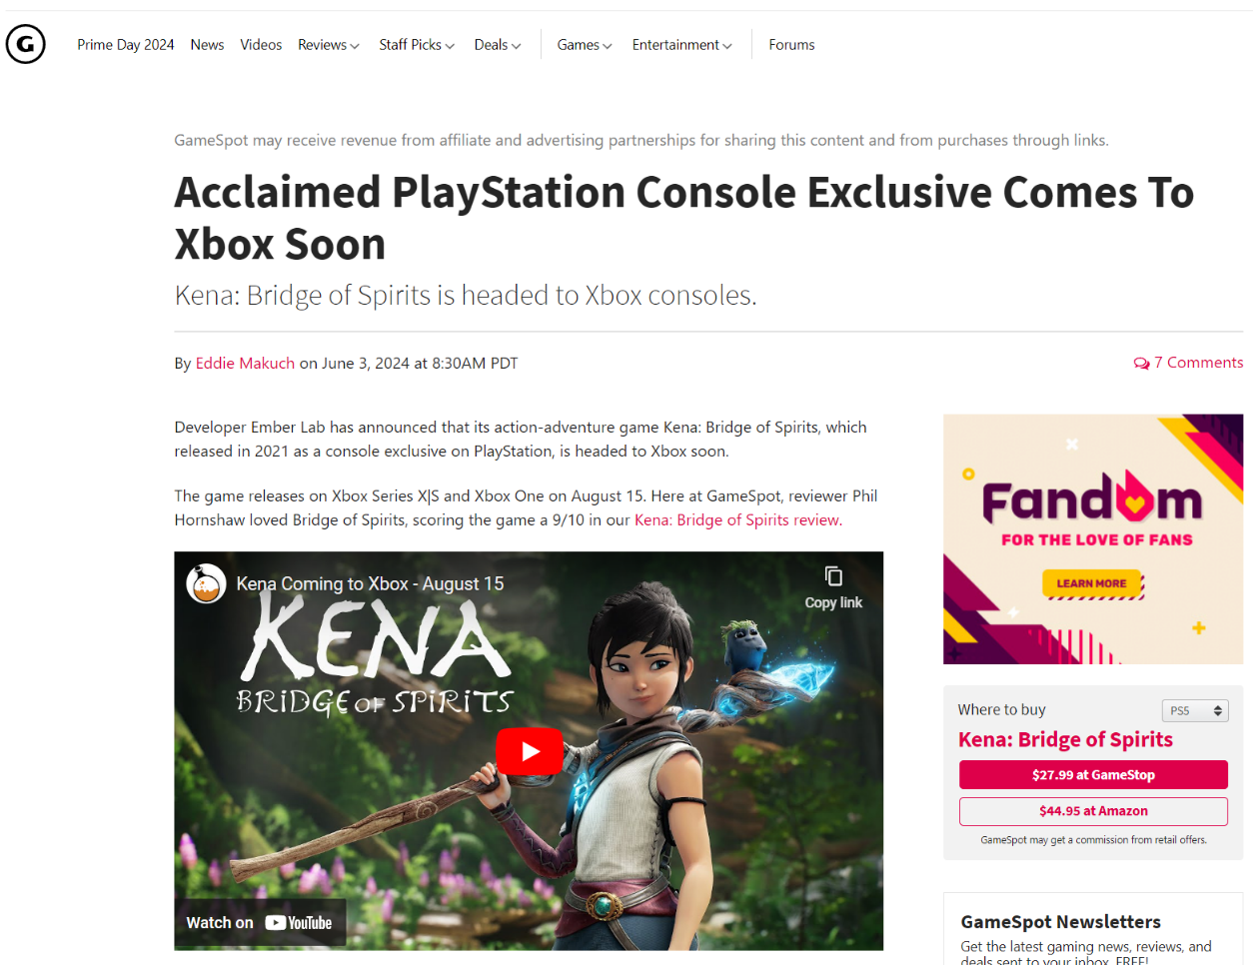 G
Prime Day 2024 News Videos Reviews Staff Picks Deals Games Entertainment Forums
GameSpot may receive revenue from affiliate and advertising partnerships for sharing this content and from purchases through links.
Acclaimed PlayStation Console Exclusive Comes To
Xbox Soon
Kena: Bridge of Spirits is headed to Xbox consoles.
By Eddie Makuch on June 3, 2024 at 8:30AM PDT
7 Comments
Developer Ember Lab has announced that its action-adventure game Kena: Bridge of Spirits, which
released in 2021 as a console exclusive on PlayStation, is headed to Xbox soon.
The game releases on Xbox Series X|S and Xbox One on August 15. Here at GameSpot, reviewer Phil
Hornshaw loved Bridge of Spirits, scoring the game a 9/10 in our Kena: Bridge of Spirits review.
Kena Coming to Xbox - August 15
Copy link
KENA
BRIDGE OF SPIRITS
Watch on YouTube
Fandom
FOR THE LOVE OF FANS
LEARN MORE
Where to buy
PS5
Kena: Bridge of Spirits
$27.99 at GameStop
$44.95 at Amazon
GameSpot may get a commission from retail offers.
GameSpot Newsletters
Get the latest gaming news, reviews, and
deals sent to your inbox. FREE!